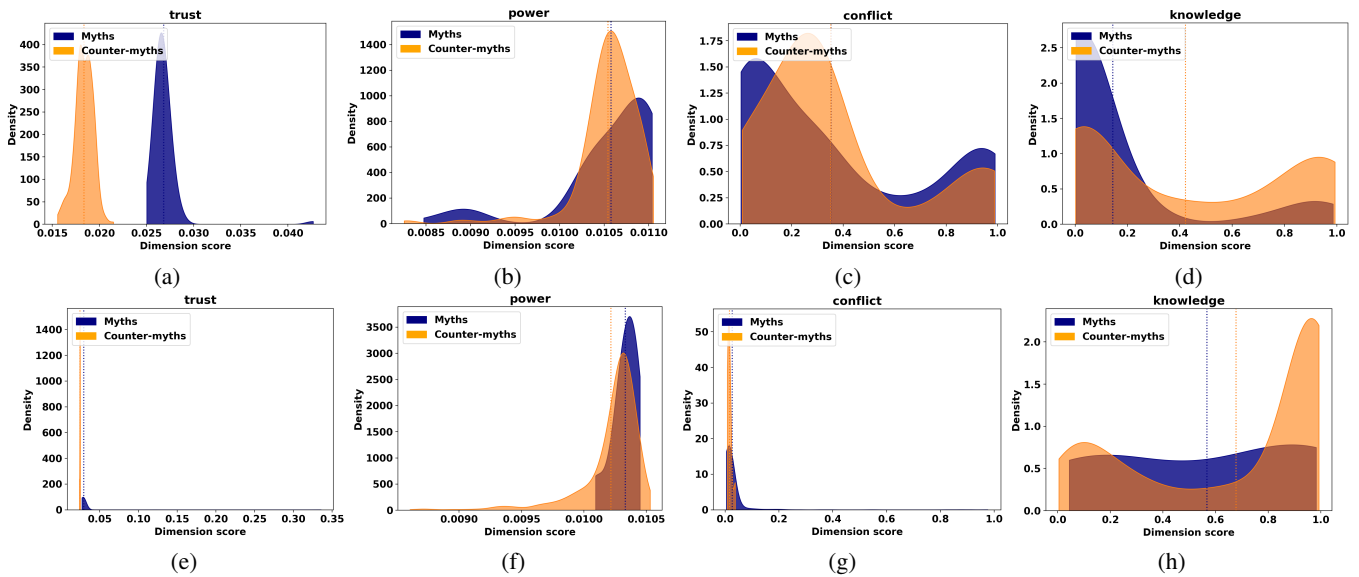 trust
Myths
Counter-myths
Density
400
350
300
250
200
150
100
50
0
0.015 0.020 0.025 0.030 0.035 0.040
Dimension score
(a)
power
Myths
Counter-myths
Density
1400
1200
1000
800
600
400
200
0
0.0085 0.0090 0.0095 0.0100 0.0105 0.0110
Dimension score
(b)
conflict
Myths
Counter-myths
Density
1.75
1.50
1.25
1.00
0.75
0.50
0.25
0.00
0.0 0.2 0.4 0.6 0.8 1.0
Dimension score
(c)
knowledge
Myths
Counter-myths
Density
2.5
2.0
1.5
1.0
0.5
0.0
0.0 0.2 0.4 0.6 0.8 1.0
Dimension score
(d)
trust
Myths
Counter-myths
Density
1400
1200
1000
800
600
400
200
0
0.05 0.10 0.15 0.20 0.25 0.30 0.35
Dimension score
(e)
power
Myths
Counter-myths
Density
3500
3000
2500
2000
1500
1000
500
0
0.0090 0.0095 0.0100 0.0105
Dimension score
(f)
conflict
Myths
Counter-myths
Density
50
40
30
20
10
0
0.0 0.2 0.4 0.6 0.8 1.0
Dimension score
(g)
knowledge
Myths
Counter-myths
Density
2.0
1.5
1.0
0.5
0.0
0.0 0.2 0.4 0.6 0.8 1.0
Dimension score
(h)